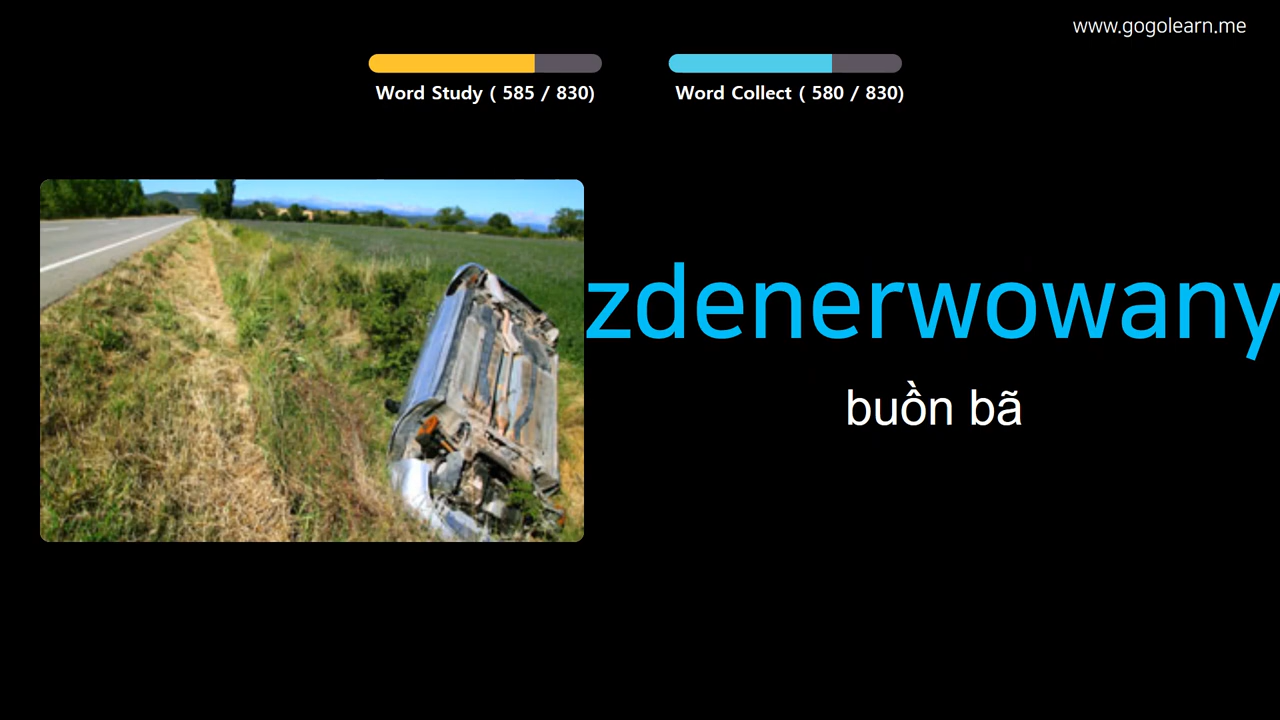 www.gogolearn.me
Word Study ( 585 / 830)
Word Collect ( 580 / 830)
zdenerwowany
buồn bã